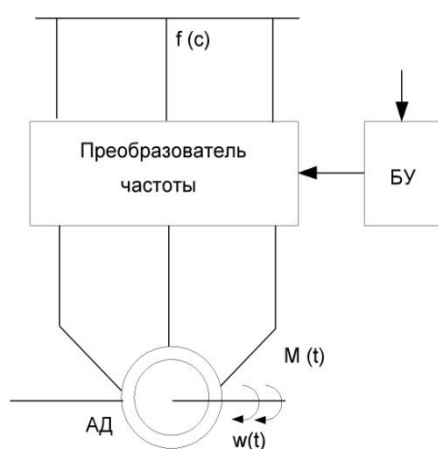 f (c)
Преобразователь
частоты
БУ
M (t)
АД
w(t)